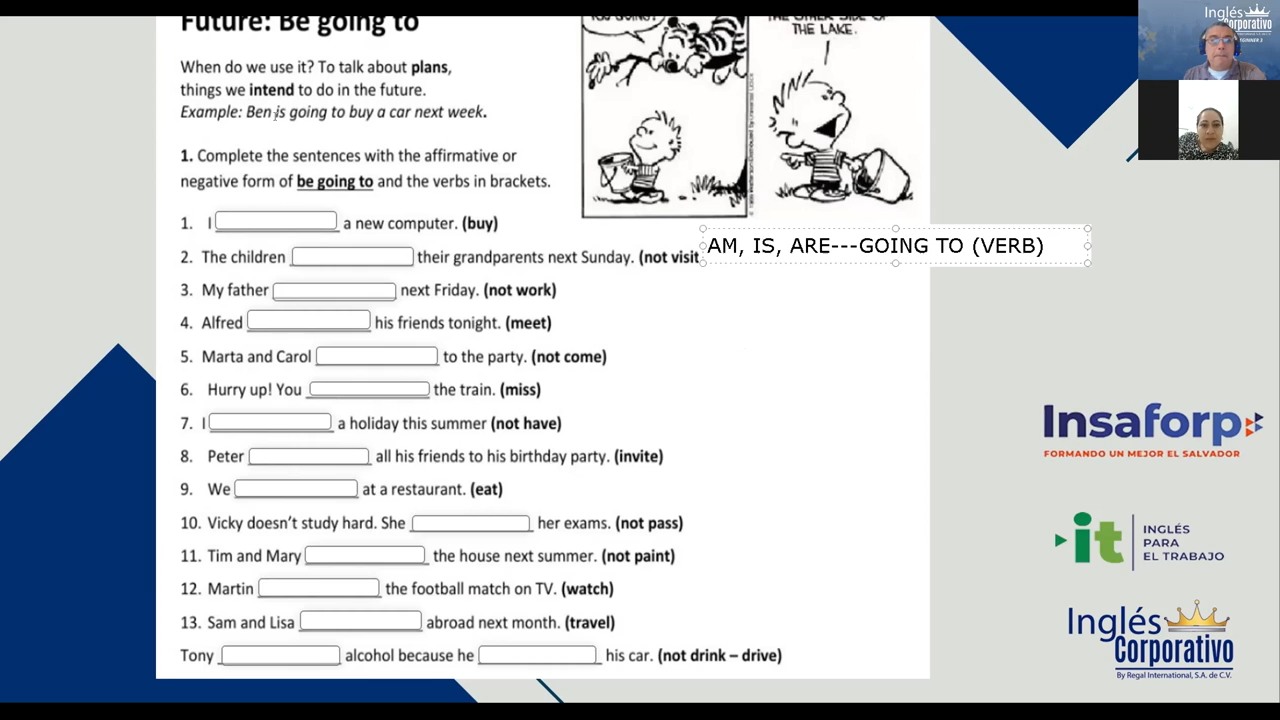 Future: Be going to
When do we use it? To talk about plans,
things we intend to do in the future.
Example: Ben is going to buy a car next week.
1. Complete the sentences with the affirmative or
negative form of be going to and the verbs in brackets.
1. I a new computer. (buy)
2. The children their grandparents next Sunday. (not visit
3. My father next Friday. (not work)
4. Alfred his friends tonight. (meet)
5. Marta and Carol to the party. (not come)
6. Hurry up! You the train. (miss)
7. I a holiday this summer (not have)
8. Peter all his friends to his birthday party. (invite)
9. We at a restaurant. (eat)
10. Vicky doesn't study hard. She her exams. (not pass)
11. Tim and Mary the house next summer. (not paint)
12. Martin the football match on TV. (watch)
13. Sam and Lisa abroad next month. (travel)
Tony alcohol because he his car. (not drink – drive)
YOU GOING?
THE OTHER SIDE OF
THE LAKE.
AM, IS, ARE---GOING TO (VERB)
Inglés
Corporativo
BEGINNER 2
Insaforp
FORMANDO UN MEJOR EL SALVADOR
it
INGLÉS
PARA
EL TRABAJO
Inglés
Corporativo
By Regal International, S.A. de C.V.